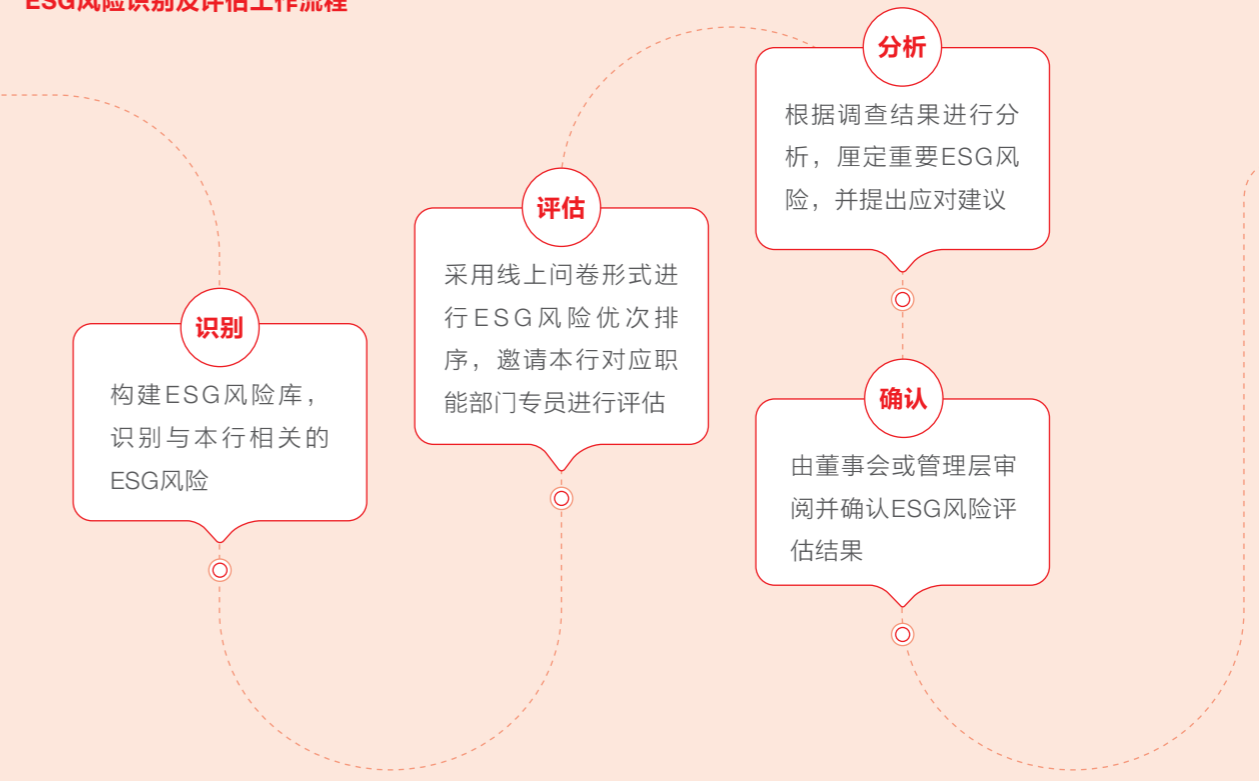 ESG风险识别及评估工作流程
识别
构建ESG风险库，
识别与本行相关的
ESG风险
评估
采用线上问卷形式进
行ESG风险优次排
序，邀请本行对应职
能部门专员进行评估
分析
根据调查结果进行分
析，厘定重要ESG风
险，并提出应对建议
确认
由董事会或管理层审
阅并确认ESG风险评
估结果